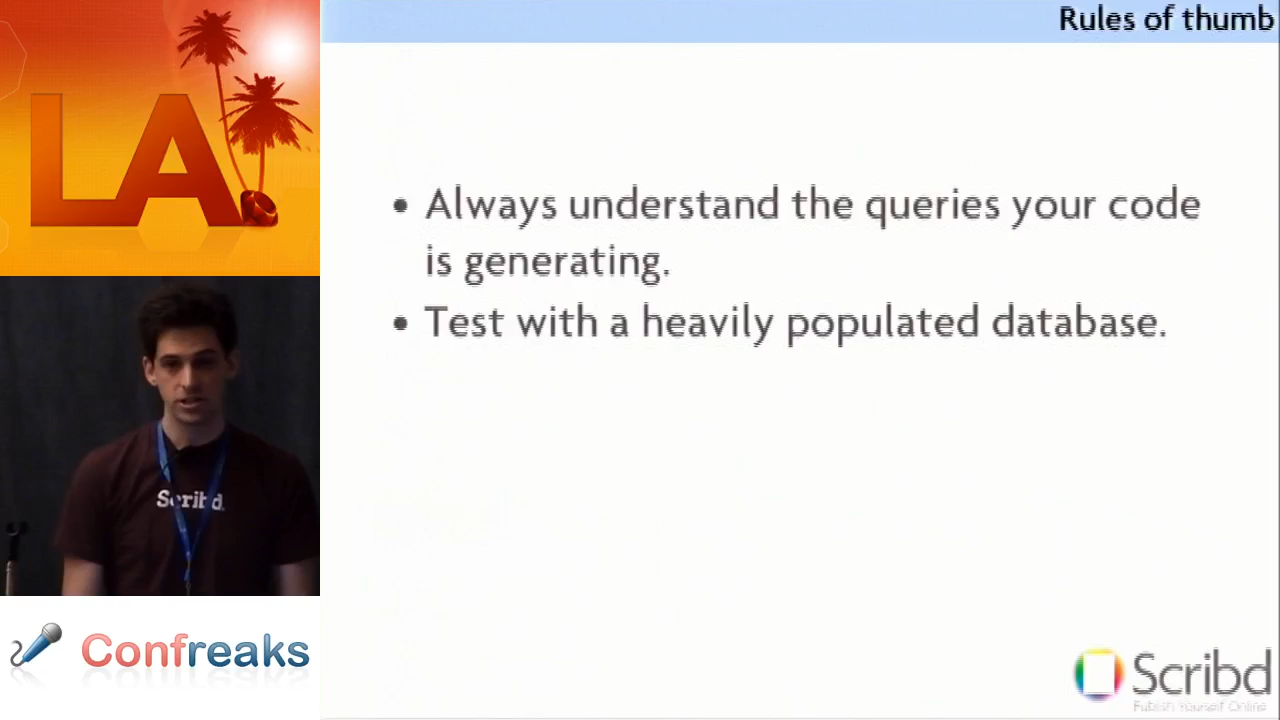 Rules of thumb
LA
• Always understand the queries your code
is generating.
• Test with a heavily populated database.
Scribd.
Confreaks
Scribd
Publish Yourself Online